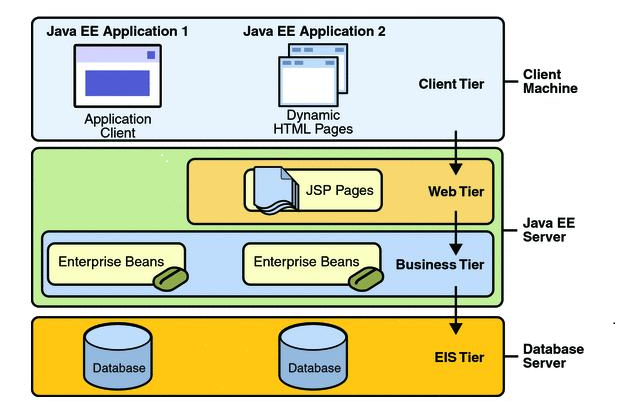 Java EE Application 1
Java EE Application 2
Client Tier
Client
Machine
Application
Client
Dynamic
HTML Pages
JSP Pages
Web Tier
Java EE
Server
Enterprise Beans
Enterprise Beans
Business Tier
Database
Database
EIS Tier
Database
Server